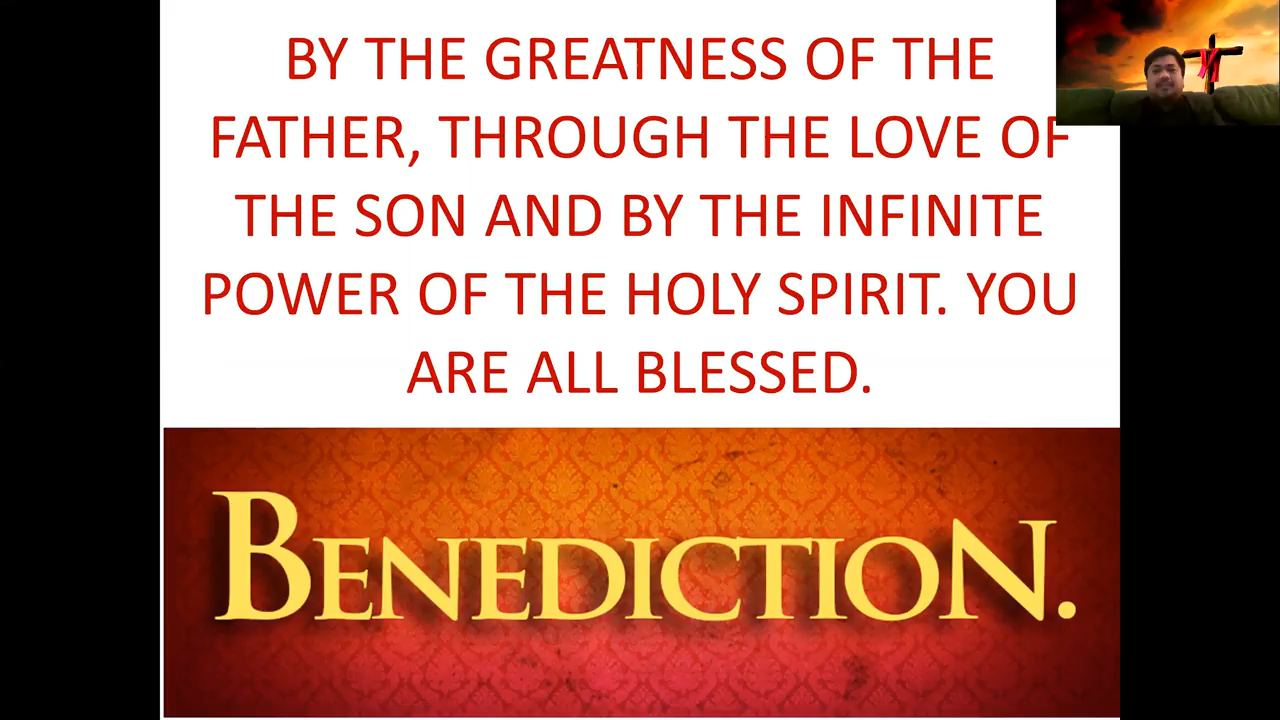 BY THE GREATNESS OF THE
FATHER, THROUGH THE LOVE OF
THE SON AND BY THE INFINITE
POWER OF THE HOLY SPIRIT. YOU
ARE ALL BLESSED.
BENEDICTION.